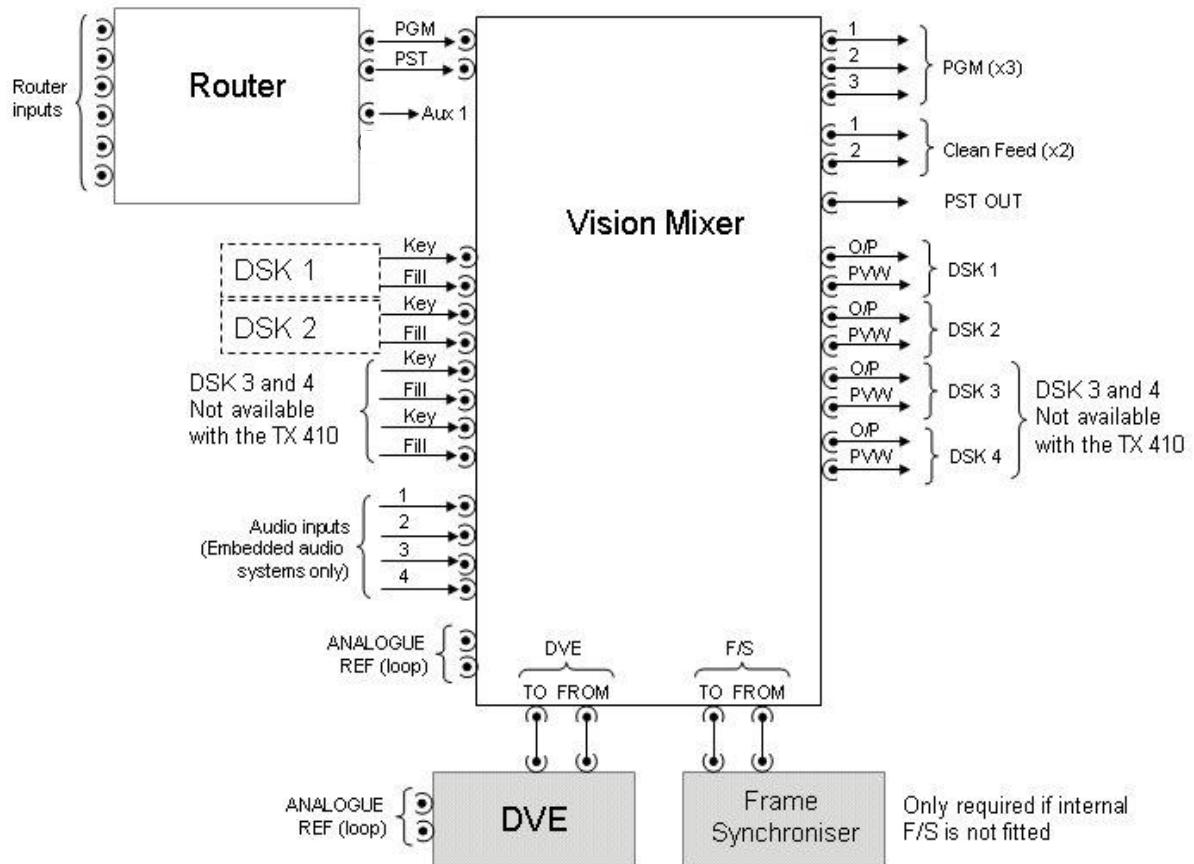 Router
inputs
Router
PGM
PST
Aux 1
Vision Mixer
1
2
3
PGM (x3)
1
2
Clean Feed (x2)
PST OUT
DSK 1
Key
Fill
DSK 2
Key
Fill
DSK 3 and 4
Not available
with the TX 410
Key
Fill
Key
Fill
O/P
PVW
DSK 1
O/P
PVW
DSK 2
O/P
PVW
DSK 3
O/P
PVW
DSK 4
DSK 3 and 4
Not available
with the TX 410
Audio inputs
(Embedded audio
systems only)
1
2
3
4
ANALOGUE
REF (loop)
DVE
TO FROM
F/S
TO FROM
ANALOGUE
REF (loop)
DVE
Frame
Synchroniser
Only required if internal
F/S is not fitted